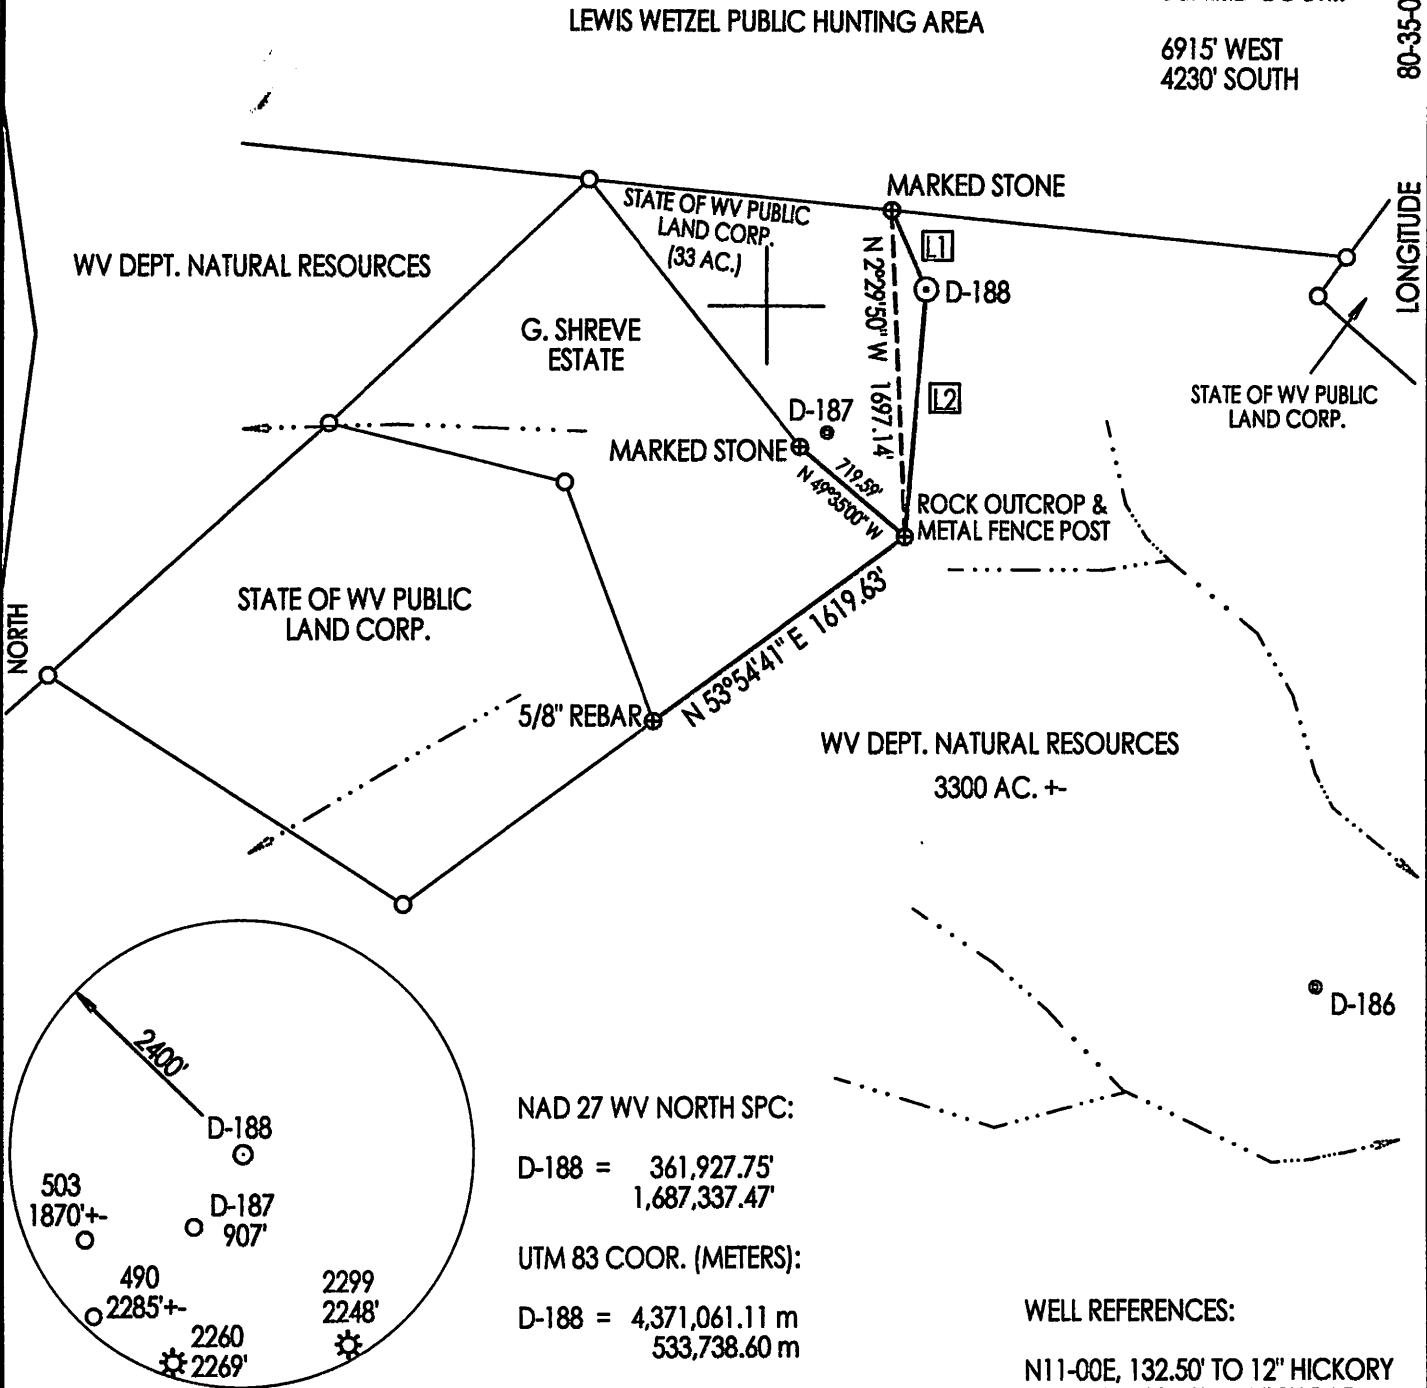 LEWIS WETZEL PUBLIC HUNTING AREA
6915' WEST
4230' SOUTH
80-35-0
LONGITUDE
MARKED STONE
STATE OF WV PUBLIC
LAND CORP.
(33 AC.)
WV DEPT. NATURAL RESOURCES
L1
D-188
N 2°29'50" W 1697.14'
G. SHREVE
ESTATE
L2
STATE OF WV PUBLIC
LAND CORP.
D-187
MARKED STONE
719.59'
N 49°35'00" W
ROCK OUTCROP &
METAL FENCE POST
STATE OF WV PUBLIC
LAND CORP.
NORTH
N 53°54'41" E 1619.63'
5/8" REBAR
WV DEPT. NATURAL RESOURCES
3300 AC. +-
D-186
2400'
D-188
503
1870'+-
D-187
907'
490
2285'+-
2299
2248'
2260
2269'
NAD 27 WV NORTH SPC:
D-188 = 361,927.75'
1,687,337.47'
UTM 83 COOR. (METERS):
D-188 = 4,371,061.11 m
533,738.60 m
WELL REFERENCES:
N11-00E, 132.50' TO 12" HICKORY